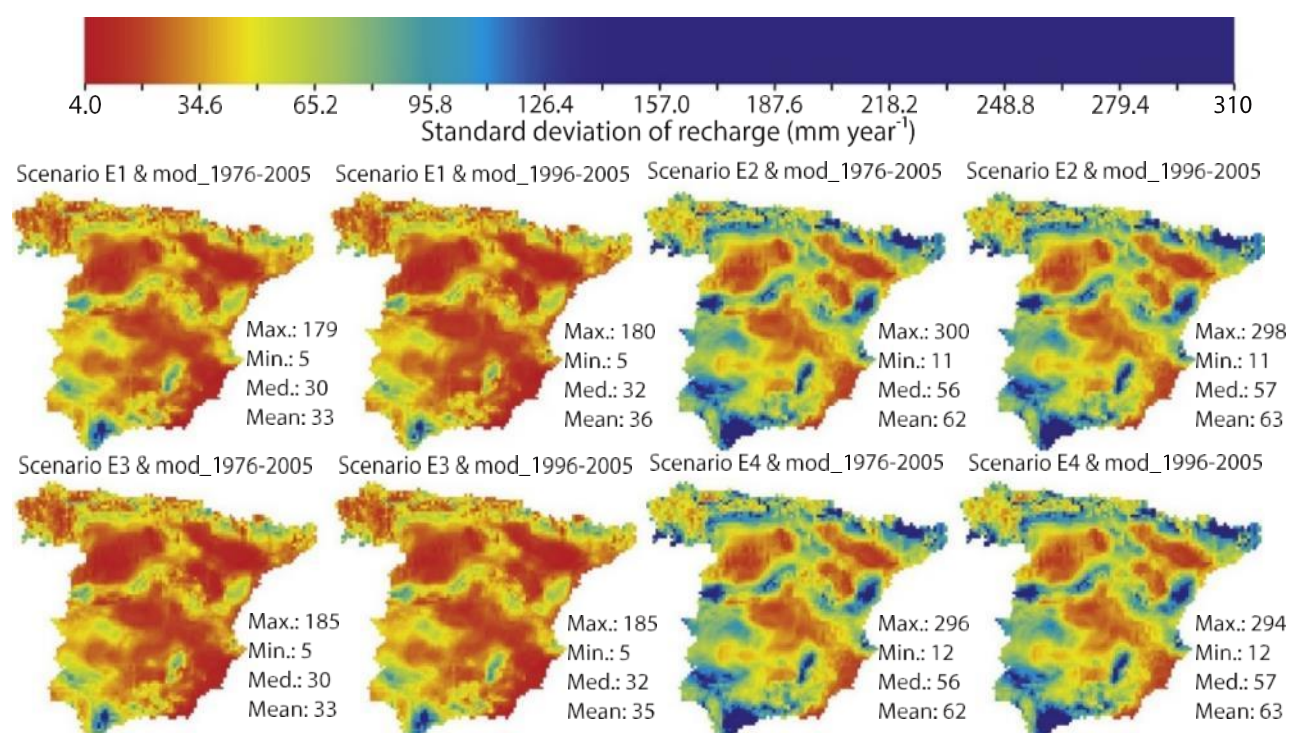 4.0 34.6 65.2 95.8 126.4 157.0 187.6 218.2 248.8 279.4 310
Standard deviation of recharge (mm year⁻¹)
Scenario E1 & mod_1976-2005
Max.: 179
Min.: 5
Med.: 30
Mean: 33
Scenario E1 & mod_1996-2005
Max.: 180
Min.: 5
Med.: 32
Mean: 36
Scenario E2 & mod_1976-2005
Max.: 300
Min.: 11
Med.: 56
Mean: 62
Scenario E2 & mod_1996-2005
Max.: 298
Min.: 11
Med.: 57
Mean: 63
Scenario E3 & mod_1976-2005
Max.: 185
Min.: 5
Med.: 30
Mean: 33
Scenario E3 & mod_1996-2005
Max.: 185
Min.: 5
Med.: 32
Mean: 35
Scenario E4 & mod_1976-2005
Max.: 296
Min.: 12
Med.: 56
Mean: 62
Scenario E4 & mod_1996-2005
Max.: 294
Min.: 12
Med.: 57
Mean: 63